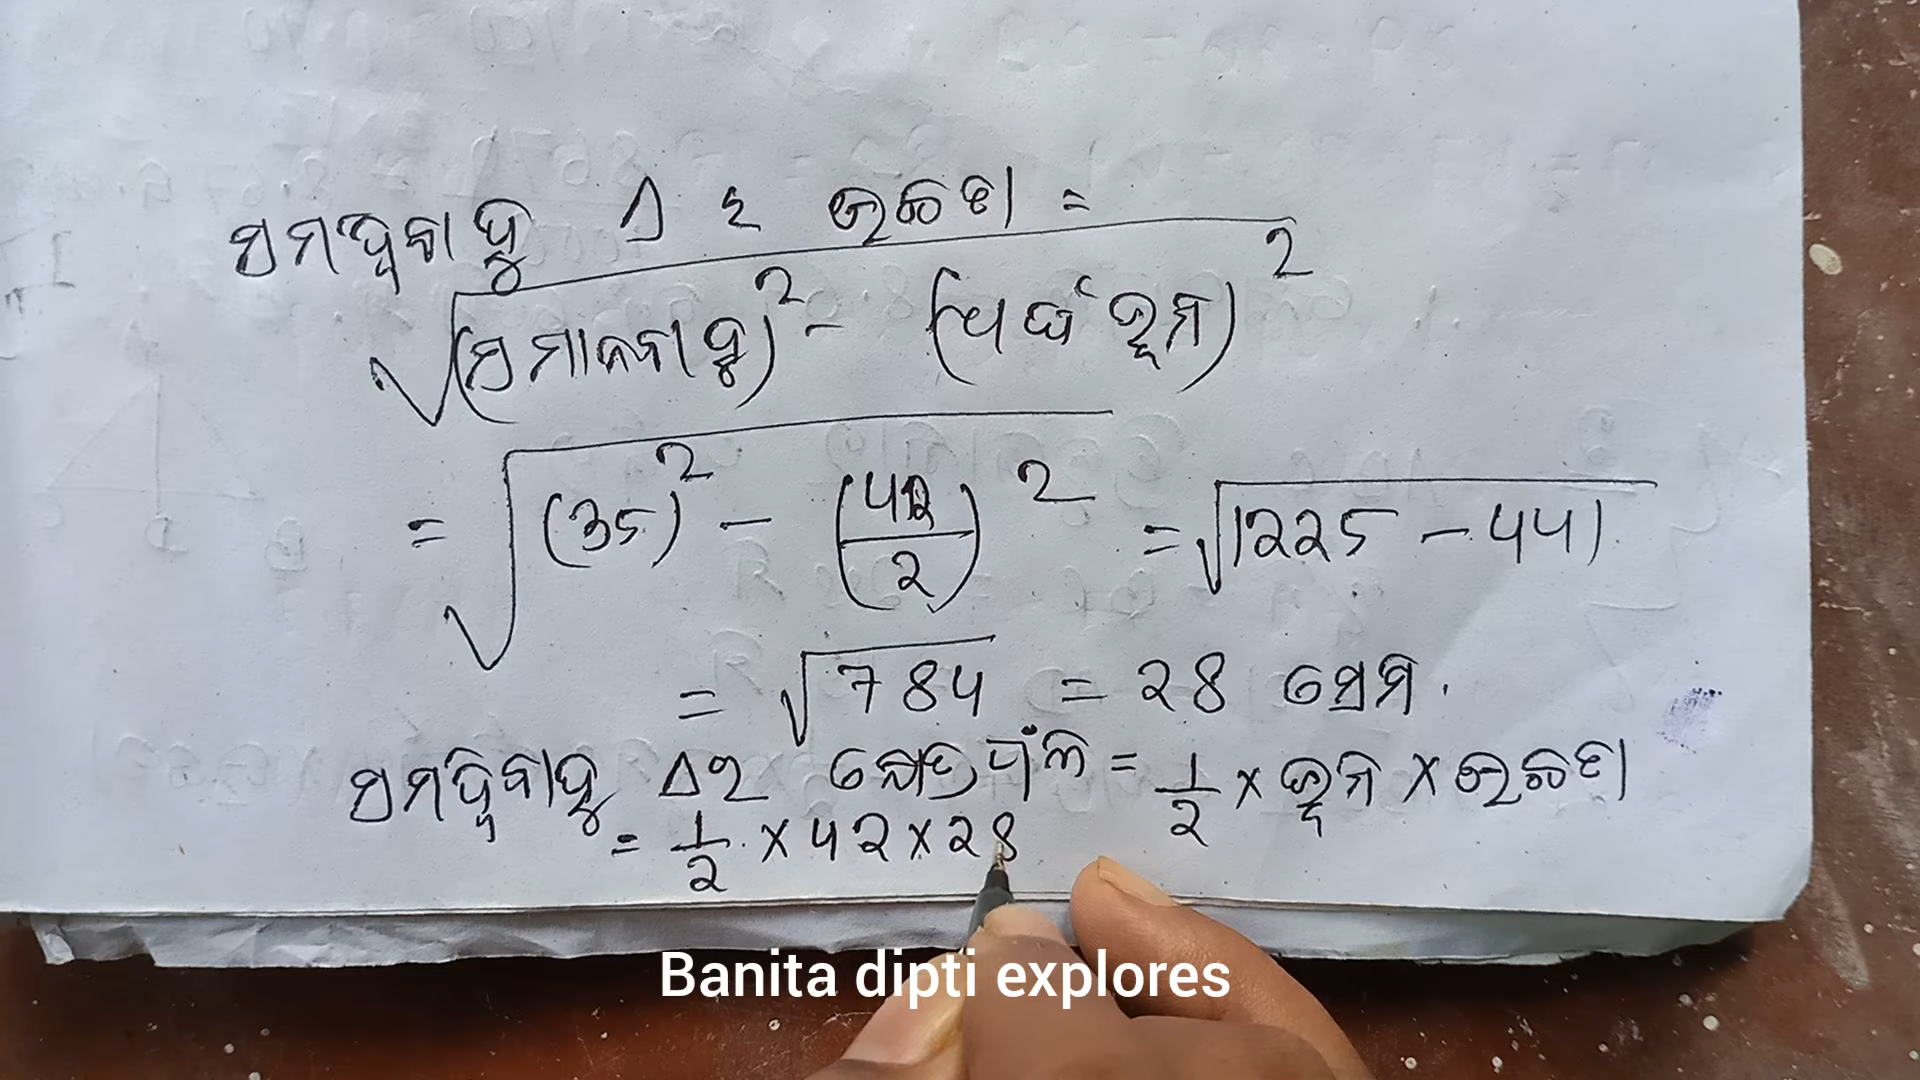 ସମଦ୍ବିବାହୁ Δ ର ଉଚ୍ଚତା =
√(ସମାନବାହୁ)² - (ଅର୍ଦ୍ଧ ଭୂମି)²
= √(35)² - (42/2)² = √1225 - 441
= √784 = 28 ସେମି.
ସମଦ୍ବିବାହୁ Δର କ୍ଷେତ୍ରଫଳ = 1/2 × ଭୂମି × ଉଚ୍ଚତା
= 1/2 × 42 × 28
Banita dipti explores